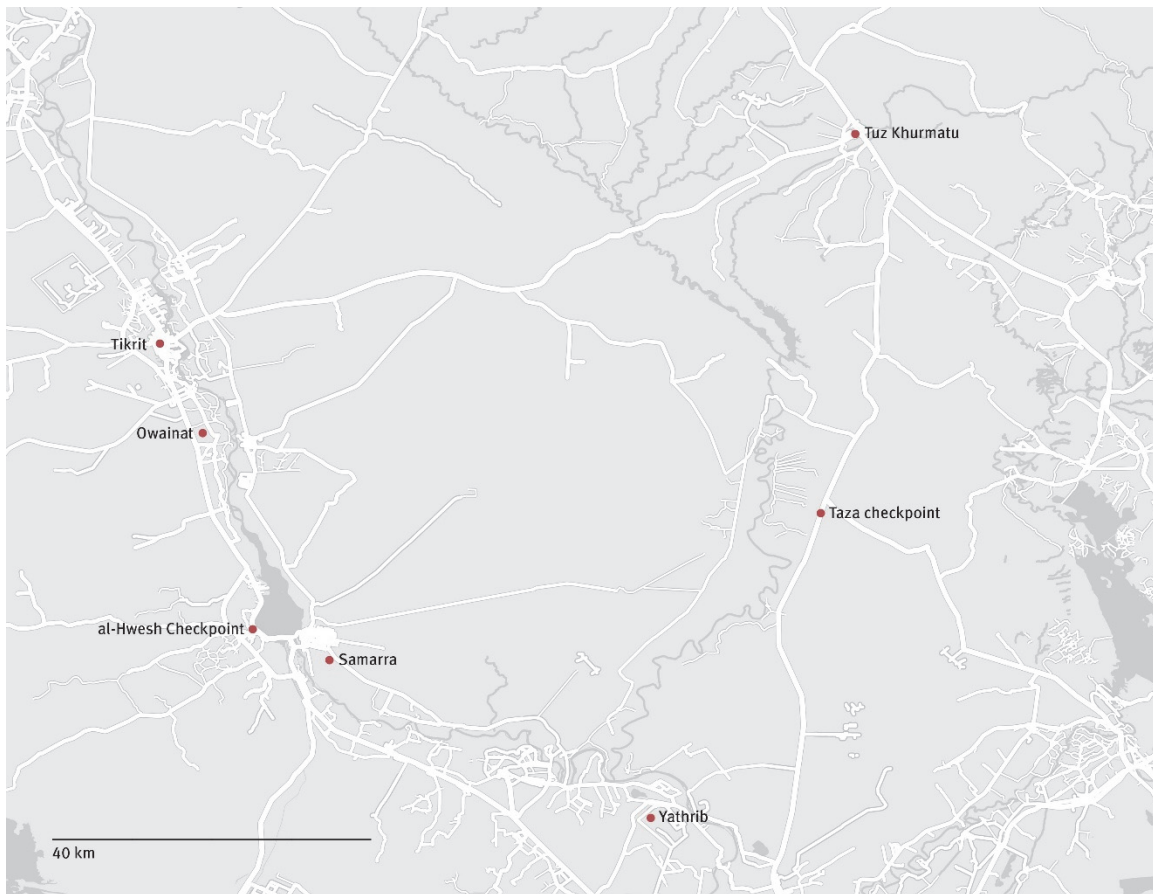 Tuz Khurmatu
Tikrit
Owainat
Taza checkpoint
al-Hwesh Checkpoint
Samarra
Yathrib
40 km